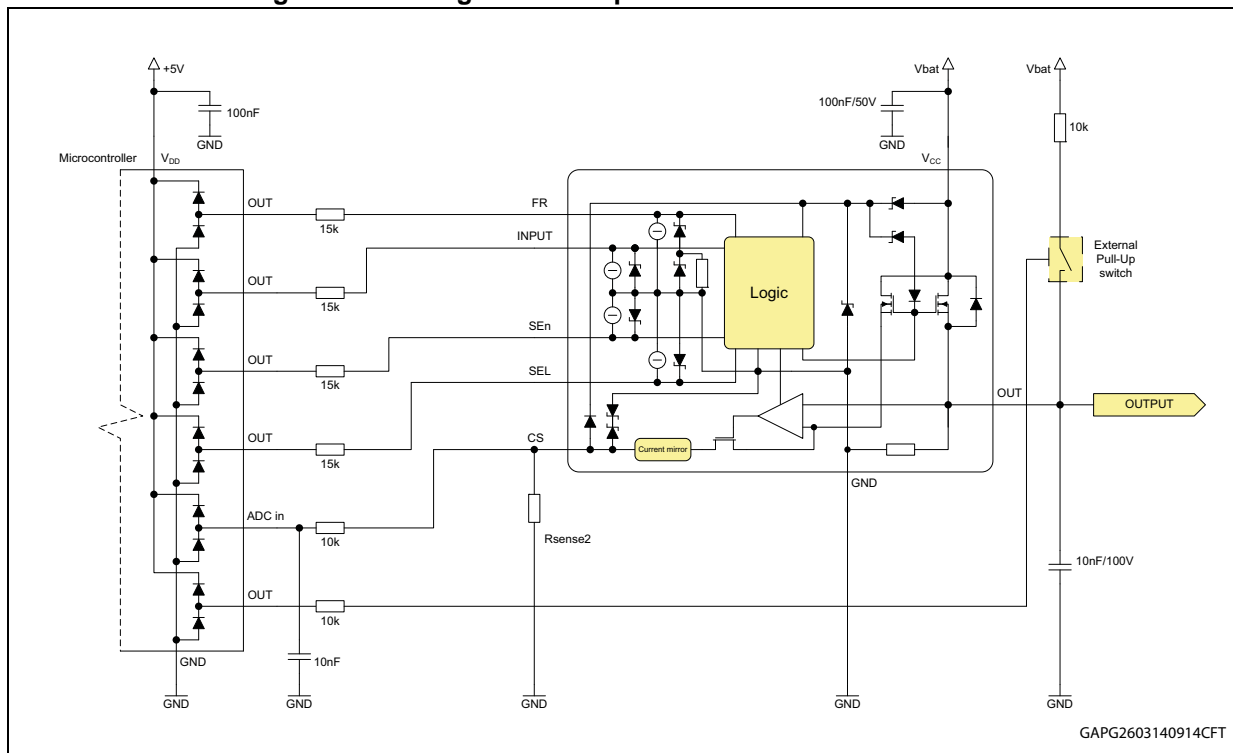 +5V
Vbat
Vbat
100nF
100nF/50V
GND
GND
10k
Microcontroller
VDD
VCC
OUT
FR
15k
INPUT
OUT
External
Pull-Up
switch
15k
Logic
SEn
OUT
15k
SEL
OUT
OUTPUT
OUT
CS
Current mirror
15k
GND
ADC in
10k
Rsense2
10nF/100V
OUT
10k
GND
10nF
GND
GND
GND
GND
GND
GAPG2603140914CFT